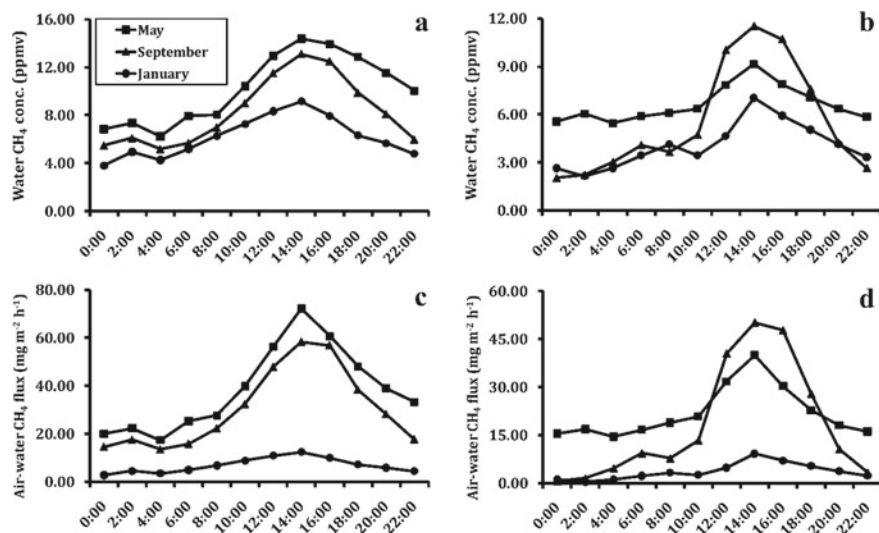 a
Water CH₄ conc. (ppmv)
16.00
12.00
8.00
4.00
0.00
May
September
January
0:00 2:00 4:00 6:00 8:00 10:00 12:00 14:00 16:00 18:00 20:00 22:00
b
Water CH₄ conc. (ppmv)
12.00
9.00
6.00
3.00
0.00
0:00 2:00 4:00 6:00 8:00 10:00 12:00 14:00 16:00 18:00 20:00 22:00
c
Air-water CH₄ flux (mg m⁻² h⁻¹)
80.00
60.00
40.00
20.00
0.00
0:00 2:00 4:00 6:00 8:00 10:00 12:00 14:00 16:00 18:00 20:00 22:00
d
Air-water CH₄ flux (mg m⁻² h⁻¹)
60.00
45.00
30.00
15.00
0.00
0:00 2:00 4:00 6:00 8:00 10:00 12:00 14:00 16:00 18:00 20:00 22:00